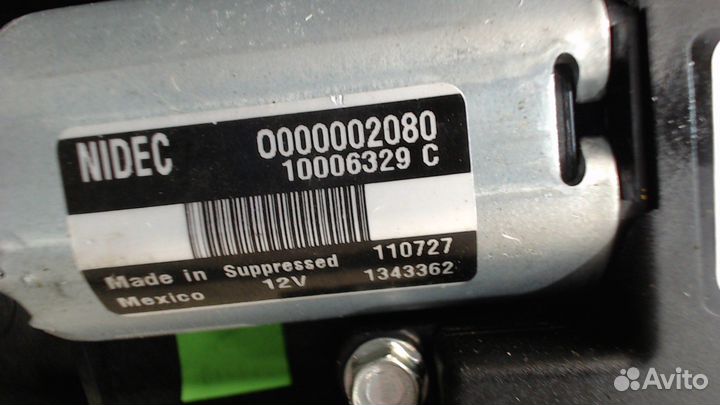 NIDEC 0000002080
10006329 C
Made in Suppressed 110727
Mexico 12V 1343362
Avito